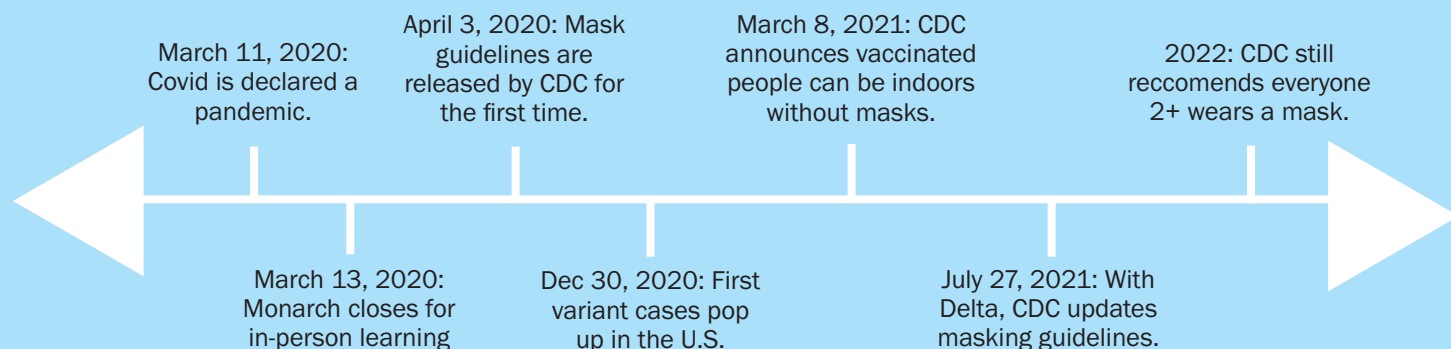 March 11, 2020:
Covid is declared a
pandemic.
March 13, 2020:
Monarch closes for
in-person learning
April 3, 2020: Mask
guidelines are
released by CDC for
the first time.
Dec 30, 2020: First
variant cases pop
up in the U.S.
March 8, 2021: CDC
announces vaccinated
people can be indoors
without masks.
July 27, 2021: With
Delta, CDC updates
masking guidelines.
2022: CDC still
reccomends everyone
2+ wears a mask.